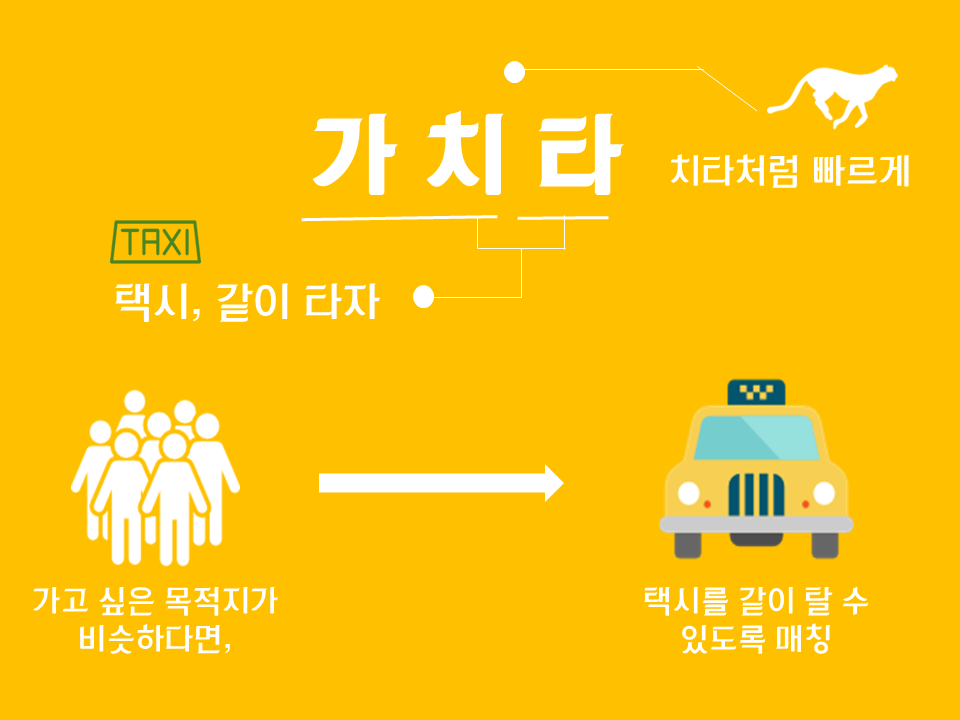 가치타
치타처럼 빠르게
TAXI
택시, 같이 타자
가고 싶은 목적지가
비슷하다면,
택시를 같이 탈 수
있도록 매칭